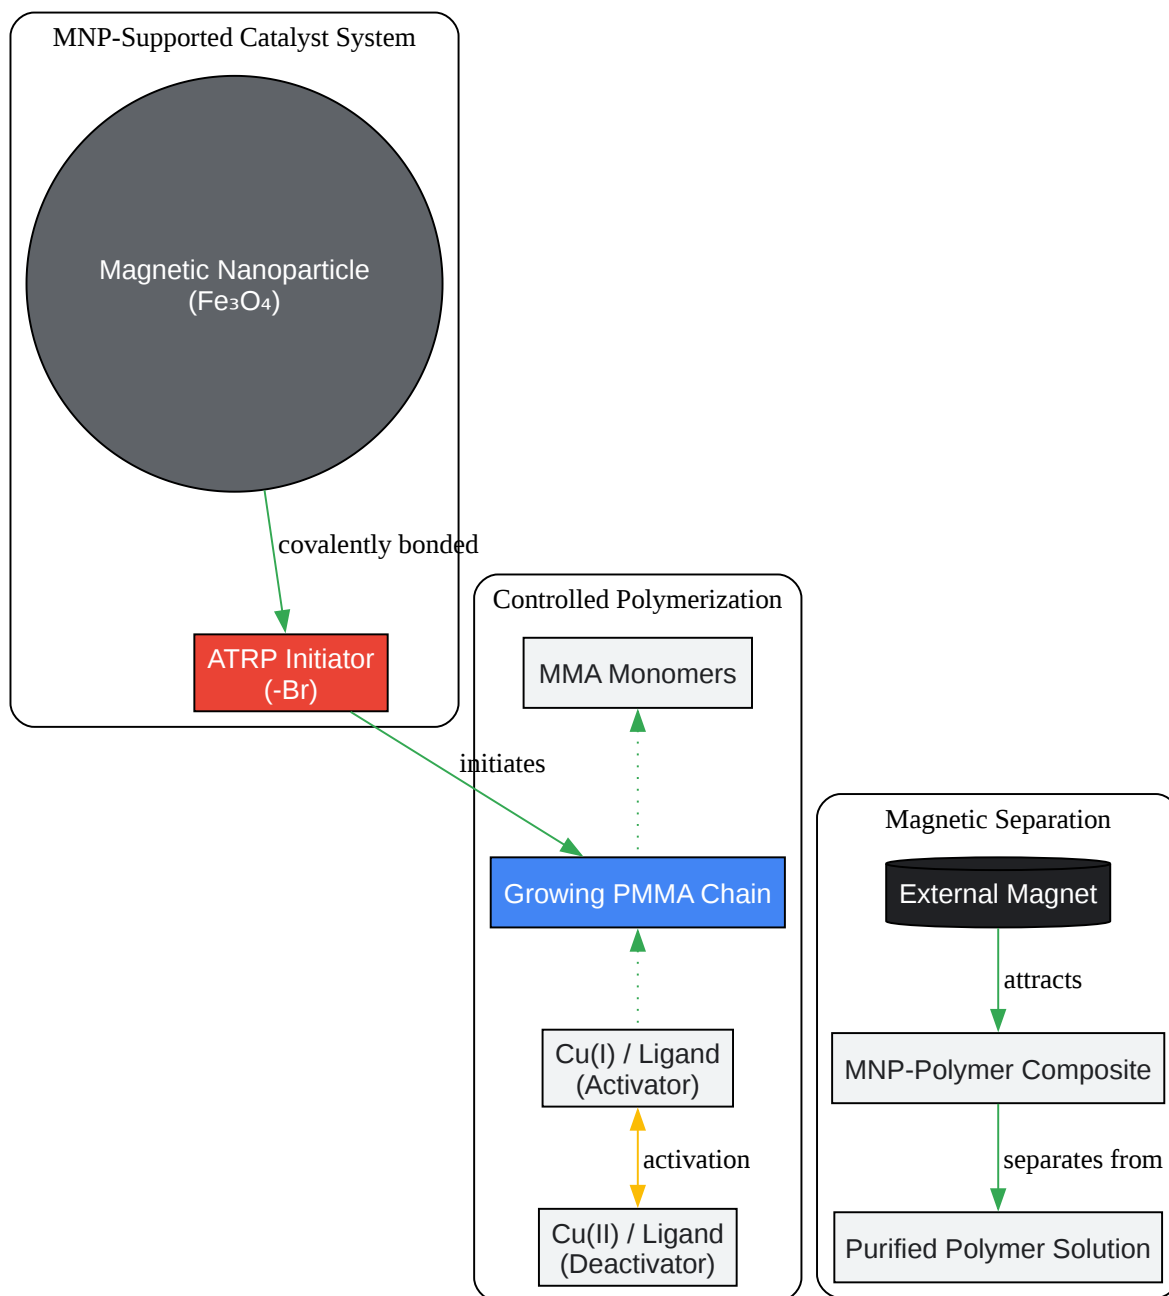 MNP-Supported Catalyst System
Magnetic Nanoparticle
(Fe₃O₄)
covalently bonded
ATRP Initiator
(-Br)
initiates
Controlled Polymerization
MMA Monomers
Growing PMMA Chain
Cu(I) / Ligand
(Activator)
activation
Cu(II) / Ligand
(Deactivator)
Magnetic Separation
External Magnet
attracts
MNP-Polymer Composite
separates from
Purified Polymer Solution